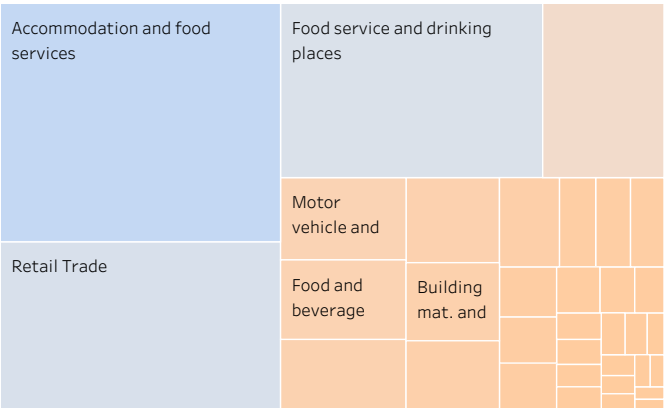 Accommodation and food
services
Food service and drinking
places
Retail Trade
Motor
vehicle and
Food and
beverage
Building
mat. and